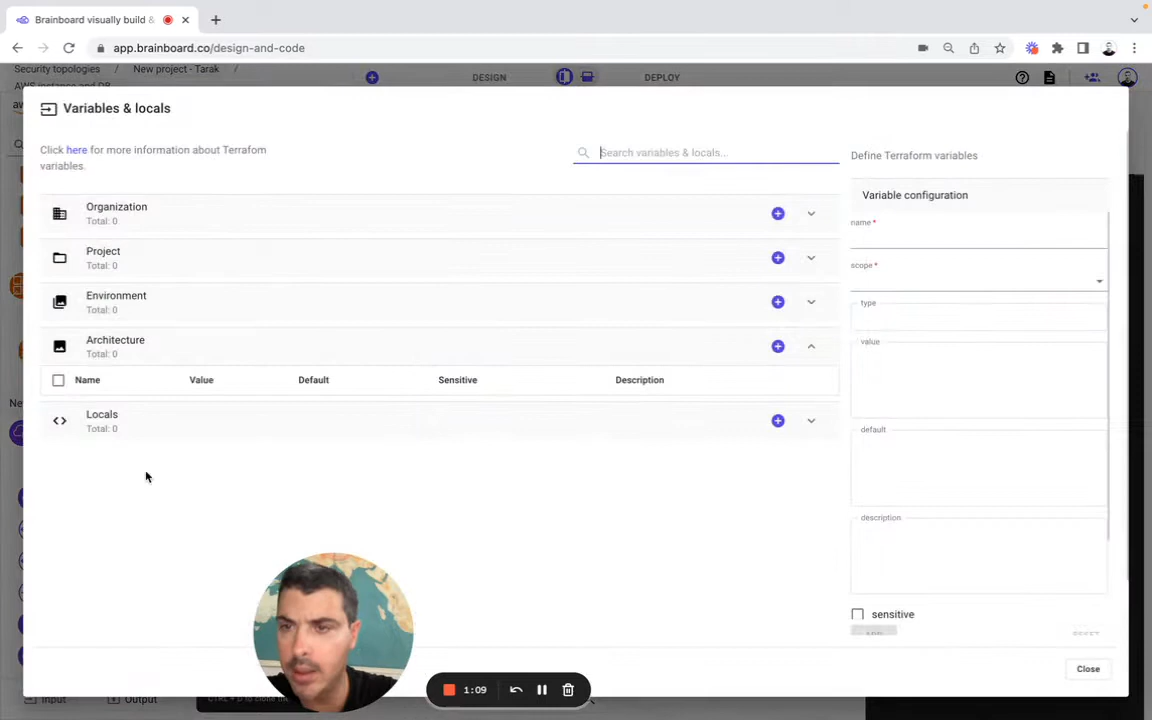 Brainboard visually build &
app.brainboard.co/design-and-code
Security topologies / New project - Tarak /
DESIGN
DEPLOY
AWS instance and DB
aws
Variables & locals
Click here for more information about Terrafom
variables.
Search variables & locals...
Define Terraform variables
Organization
Total: 0
Variable configuration
name *
Project
Total: 0
scope *
Environment
Total: 0
type
Architecture
Total: 0
value
Name Value Default Sensitive Description
Locals
Total: 0
default
description
sensitive
ADD
RESET
Close
1:09
Input
Output